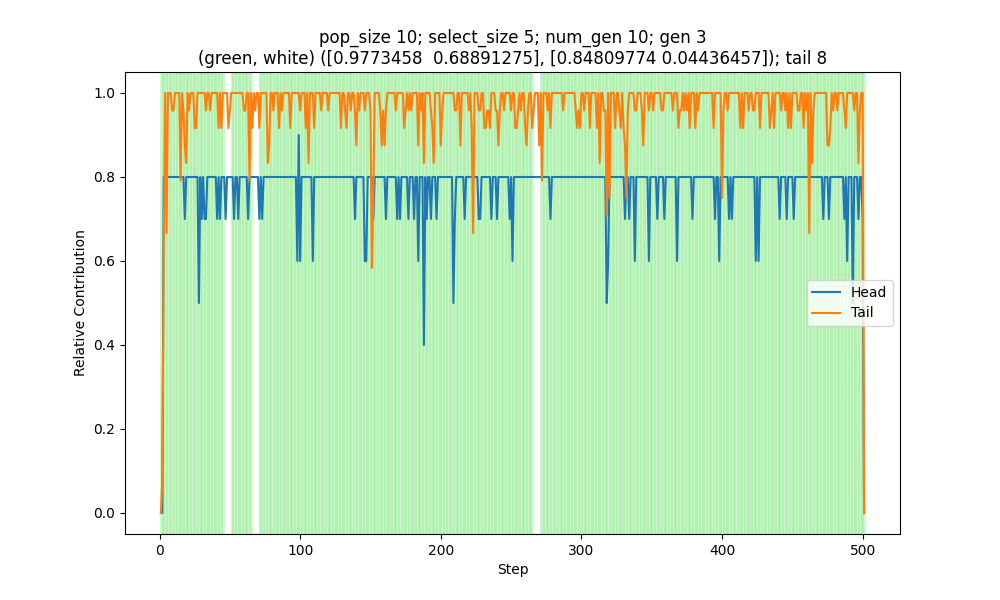 pop_size 10; select_size 5; num_gen 10; gen 3
(green, white) ([0.9773458  0.68891275], [0.84809774 0.04436457]); tail 8
Relative Contribution
1.0
0.8
0.6
0.4
0.2
0.0
Head
Tail
0 100 200 300 400 500
Step